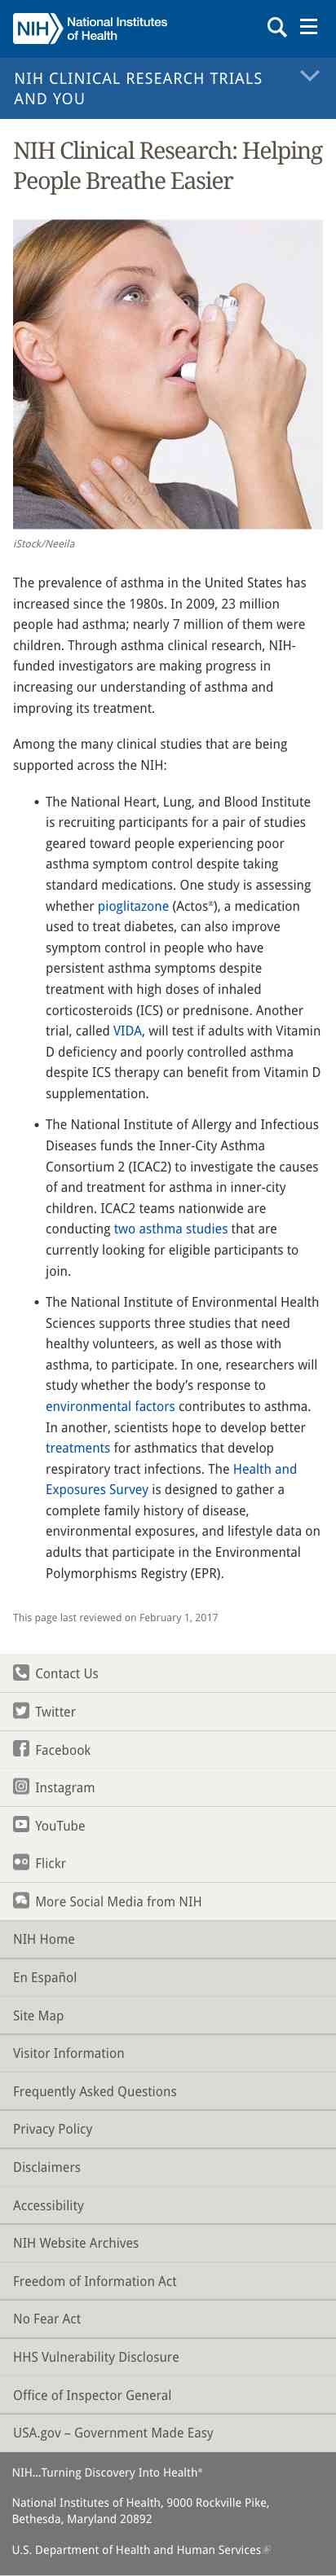 NIH National Institutes
of Health
NIH CLINICAL RESEARCH TRIALS
AND YOU
NIH Clinical Research: Helping
People Breathe Easier
iStock/Neeila
The prevalence of asthma in the United States has
increased since the 1980s. In 2009, 23 million
people had asthma; nearly 7 million of them were
children. Through asthma clinical research, NIH-
funded investigators are making progress in
increasing our understanding of asthma and
improving its treatment.
Among the many clinical studies that are being
supported across the NIH:
• The National Heart, Lung, and Blood Institute
is recruiting participants for a pair of studies
geared toward people experiencing poor
asthma symptom control despite taking
standard medications. One study is assessing
whether pioglitazone (Actos®), a medication
used to treat diabetes, can also improve
symptom control in people who have
persistent asthma symptoms despite
treatment with high doses of inhaled
corticosteroids (ICS) or prednisone. Another
trial, called VIDA, will test if adults with Vitamin
D deficiency and poorly controlled asthma
despite ICS therapy can benefit from Vitamin D
supplementation.
• The National Institute of Allergy and Infectious
Diseases funds the Inner-City Asthma
Consortium 2 (ICAC2) to investigate the causes
of and treatment for asthma in inner-city
children. ICAC2 teams nationwide are
conducting two asthma studies that are
currently looking for eligible participants to
join.
• The National Institute of Environmental Health
Sciences supports three studies that need
healthy volunteers, as well as those with
asthma, to participate. In one, researchers will
study whether the body’s response to
environmental factors contributes to asthma.
In another, scientists hope to develop better
treatments for asthmatics that develop
respiratory tract infections. The Health and
Exposures Survey is designed to gather a
complete family history of disease,
environmental exposures, and lifestyle data on
adults that participate in the Environmental
Polymorphisms Registry (EPR).
This page last reviewed on February 1, 2017
Contact Us
Twitter
Facebook
Instagram
YouTube
Flickr
More Social Media from NIH
NIH Home
En Español
Site Map
Visitor Information
Frequently Asked Questions
Privacy Policy
Disclaimers
Accessibility
NIH Website Archives
Freedom of Information Act
No Fear Act
HHS Vulnerability Disclosure
Office of Inspector General
USA.gov – Government Made Easy
NIH…Turning Discovery Into Health®
National Institutes of Health, 9000 Rockville Pike,
Bethesda, Maryland 20892
U.S. Department of Health and Human Services